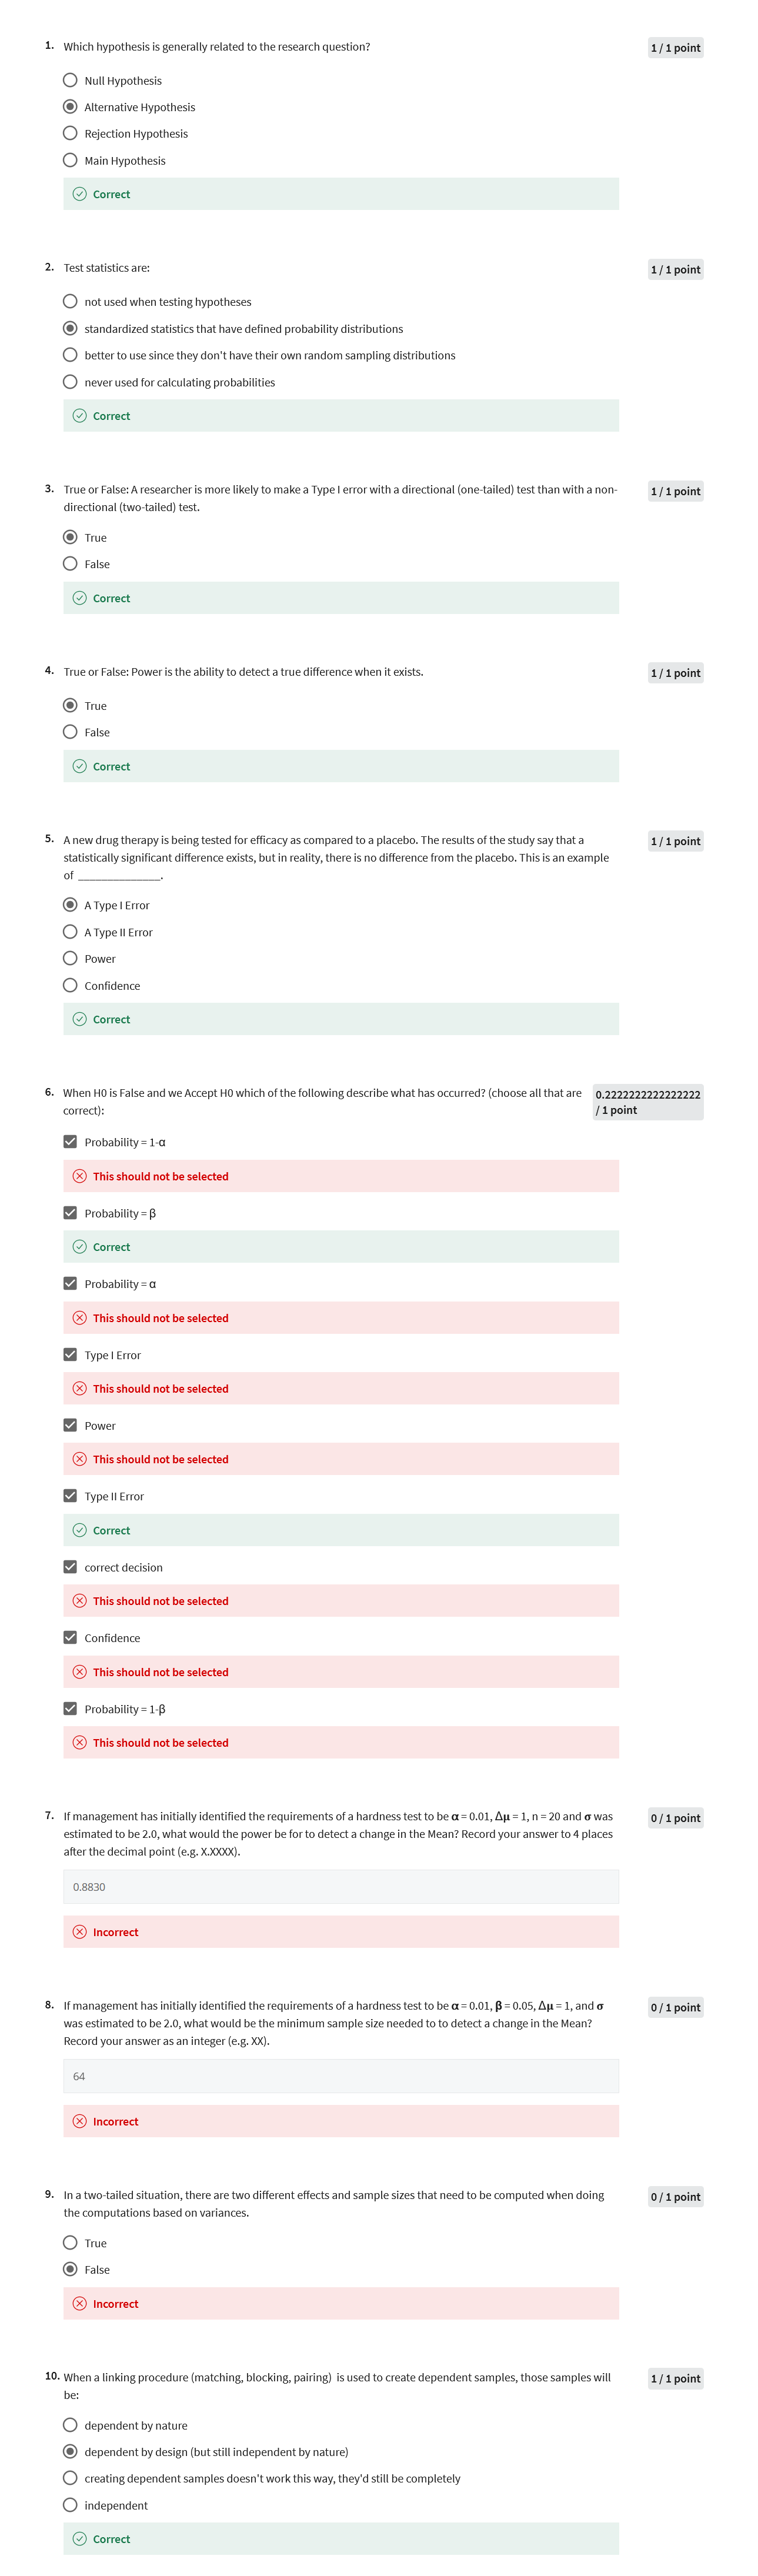 1. Which hypothesis is generally related to the research question? 1 / 1 point
Null Hypothesis
Alternative Hypothesis
Rejection Hypothesis
Main Hypothesis
Correct
2. Test statistics are: 1 / 1 point
not used when testing hypotheses
standardized statistics that have defined probability distributions
better to use since they don't have their own random sampling distributions
never used for calculating probabilities
Correct
3. True or False: A researcher is more likely to make a Type I error with a directional (one-tailed) test than with a non- 1 / 1 point
directional (two-tailed) test.
True
False
Correct
4. True or False: Power is the ability to detect a true difference when it exists. 1 / 1 point
True
False
Correct
5. A new drug therapy is being tested for efficacy as compared to a placebo. The results of the study say that a 1 / 1 point
statistically significant difference exists, but in reality, there is no difference from the placebo. This is an example
of ______________.
A Type I Error
A Type II Error
Power
Confidence
Correct
6. When H0 is False and we Accept H0 which of the following describe what has occurred? (choose all that are 0.2222222222222222
correct): / 1 point
Probability = 1-α
This should not be selected
Probability = β
Correct
Probability = α
This should not be selected
Type I Error
This should not be selected
Power
This should not be selected
Type II Error
Correct
correct decision
This should not be selected
Confidence
This should not be selected
Probability = 1-β
This should not be selected
7. If management has initially identified the requirements of a hardness test to be α = 0.01, Δμ = 1, n = 20 and σ was 0 / 1 point
estimated to be 2.0, what would the power be for to detect a change in the Mean? Record your answer to 4 places
after the decimal point (e.g. X.XXXX).
0.8830
Incorrect
8. If management has initially identified the requirements of a hardness test to be α = 0.01, β = 0.05, Δμ = 1, and σ 0 / 1 point
was estimated to be 2.0, what would be the minimum sample size needed to to detect a change in the Mean?
Record your answer as an integer (e.g. XX).
64
Incorrect
9. In a two-tailed situation, there are two different effects and sample sizes that need to be computed when doing 0 / 1 point
the computations based on variances.
True
False
Incorrect
10. When a linking procedure (matching, blocking, pairing) is used to create dependent samples, those samples will 1 / 1 point
be:
dependent by nature
dependent by design (but still independent by nature)
creating dependent samples doesn't work this way, they'd still be completely
independent
Correct